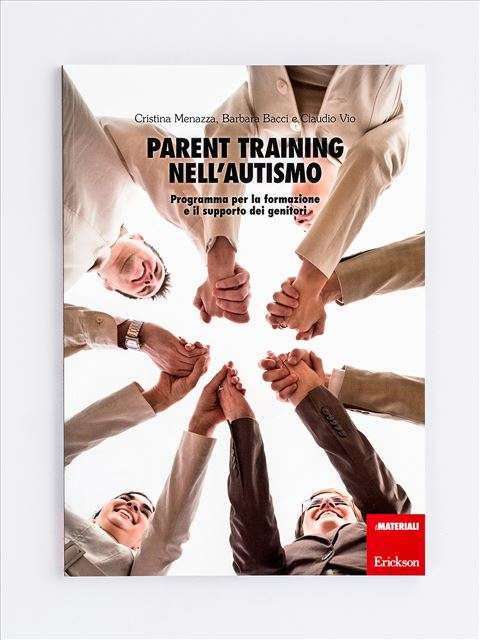 Cristina Menazza, Barbara Bacci e Claudio Vio
PARENT TRAINING
NELL'AUTISMO
Programma per la formazione
e il supporto dei genitori
i MATERIALI
Erickson